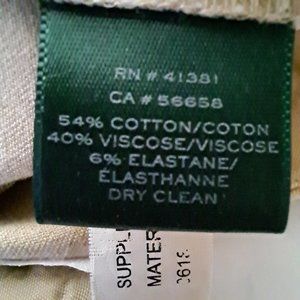 RN # 41381
CA # 56658
54% COTTON/COTON
40% VISCOSE/VISCOSE
6% ELASTANE/
ÉLASTHANNE
DRY CLEAN
SUPPL
MATER